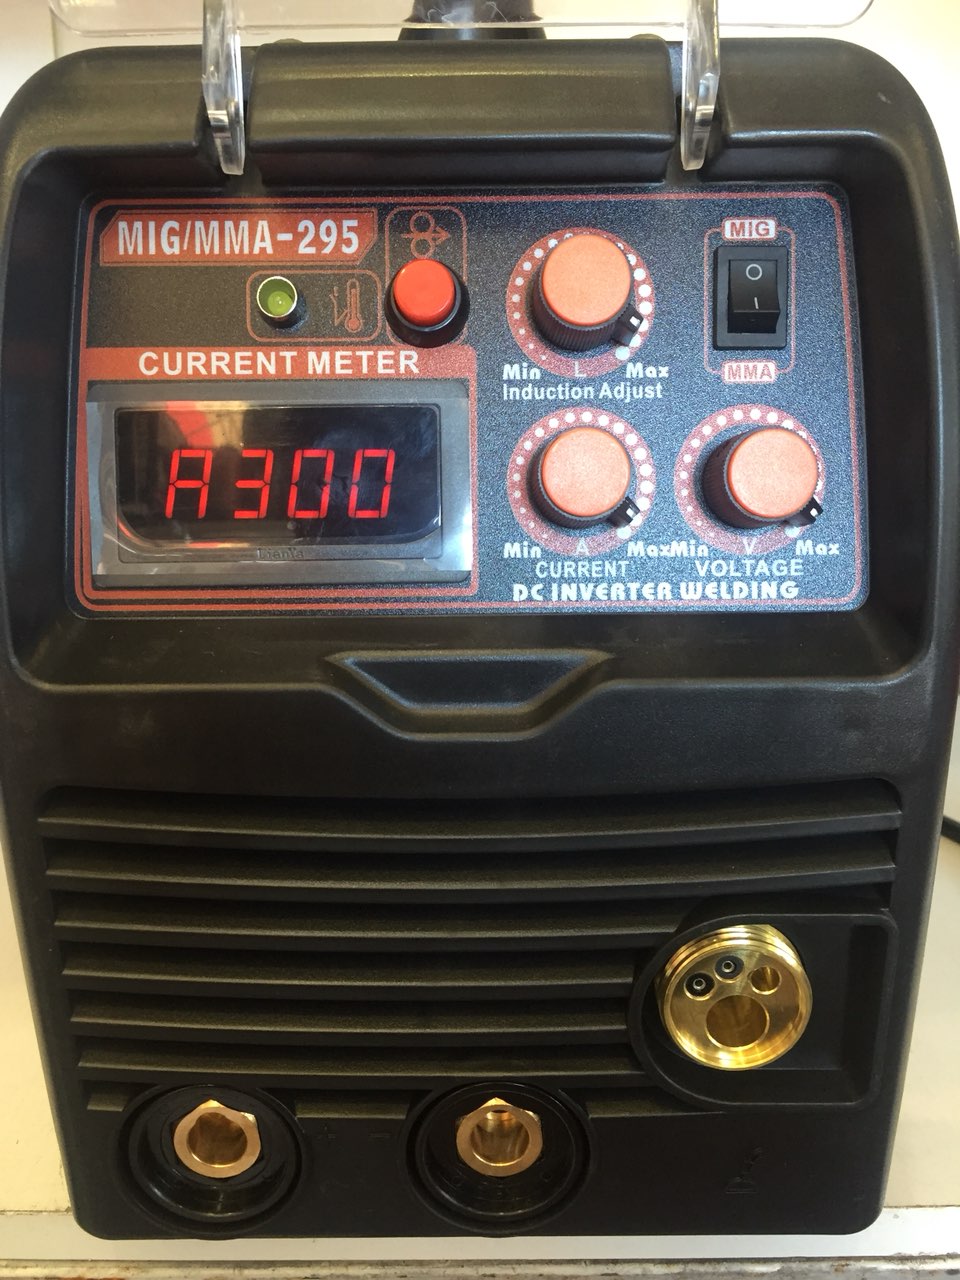 MIG/MMA-295
MIG
CURRENT METER
Min L Max
Induction Adjust
MMA
A300
LianYa
Min A Max
CURRENT
Min V Max
VOLTAGE
DC INVERTER WELDING